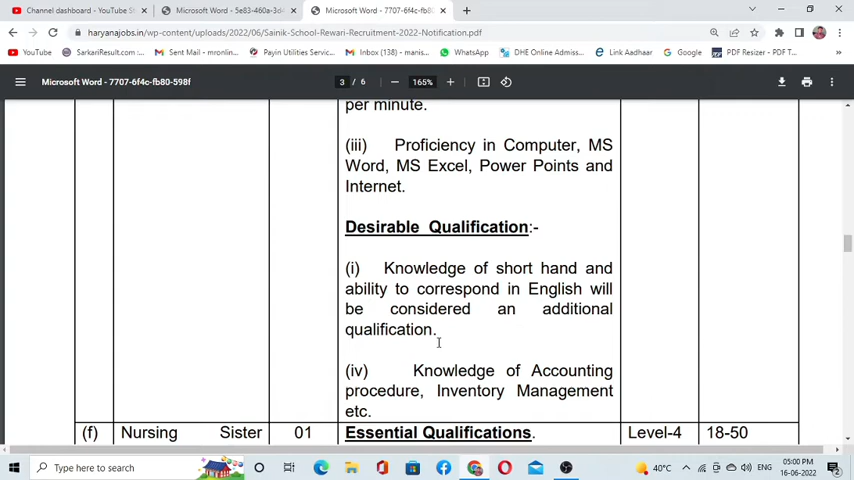 Channel dashboard - YouTube St
Microsoft Word - 5e83-460a-3d4
Microsoft Word - 7707-6f4c-fb80
haryanajobs.in/wp-content/uploads/2022/06/Sainik-School-Rewari-Recruitment-2022-Notification.pdf
YouTube
SarkariResult.com :...
Sent Mail - mronlin...
Payin Utility Servic...
Inbox (138) - manis...
WhatsApp
DHE Online Admiss...
Link Aadhaar
Google
PDF Resizer - PDF T...
Microsoft Word - 7707-6f4c-fb80-598f
3 / 6
165%
per minute.
(iii) Proficiency in Computer, MS
Word, MS Excel, Power Points and
Internet.
Desirable Qualification:-
(i) Knowledge of short hand and
ability to correspond in English will
be considered an additional
qualification.
(iv) Knowledge of Accounting
procedure, Inventory Management
etc.
(f) Nursing Sister 01 Essential Qualifications. Level-4 18-50
Type here to search
40°C
ENG
05:00 PM
16-06-2022
2